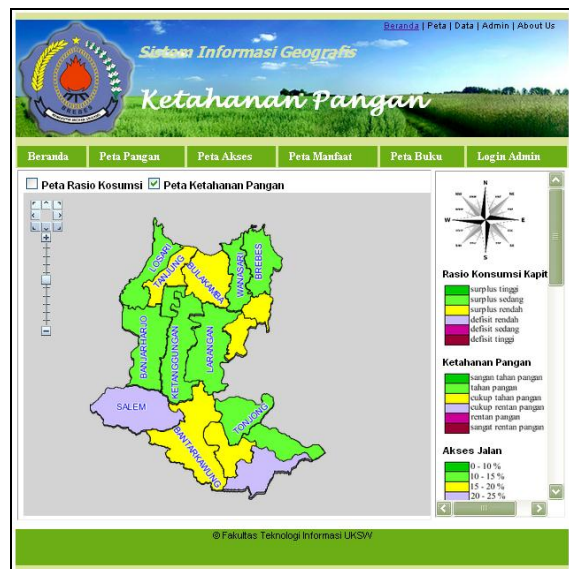 Beranda | Peta | Data | Admin | About Us
Sistem Informasi Geografis
Ketahanan Pangan
BREBES
Beranda
Peta Pangan
Peta Akses
Peta Manfaat
Peta Buku
Login Admin
Peta Rasio Kosumsi
Peta Ketahanan Pangan
LOSARI
TANJUNG
BULAKAMBA
WANASARI
BREBES
BANJARHARJO
KETANGGUNGAN
LARANGAN
SALEM
BANTARKAWUNG
TONJONG
N
W
E
S
Rasio Konsumsi Kapit
surplus tinggi
surplus sedang
surplus rendah
defisit rendah
defisit sedang
defisit tinggi
Ketahanan Pangan
sangan tahan pangan
tahan pangan
cukup tahan pangan
cukup rentan pangan
rentan pangan
sangat rentan pangan
Akses Jalan
0 - 10 %
10 - 15 %
15 - 20 %
20 - 25 %
© Fakultas Teknologi Informasi UKSW